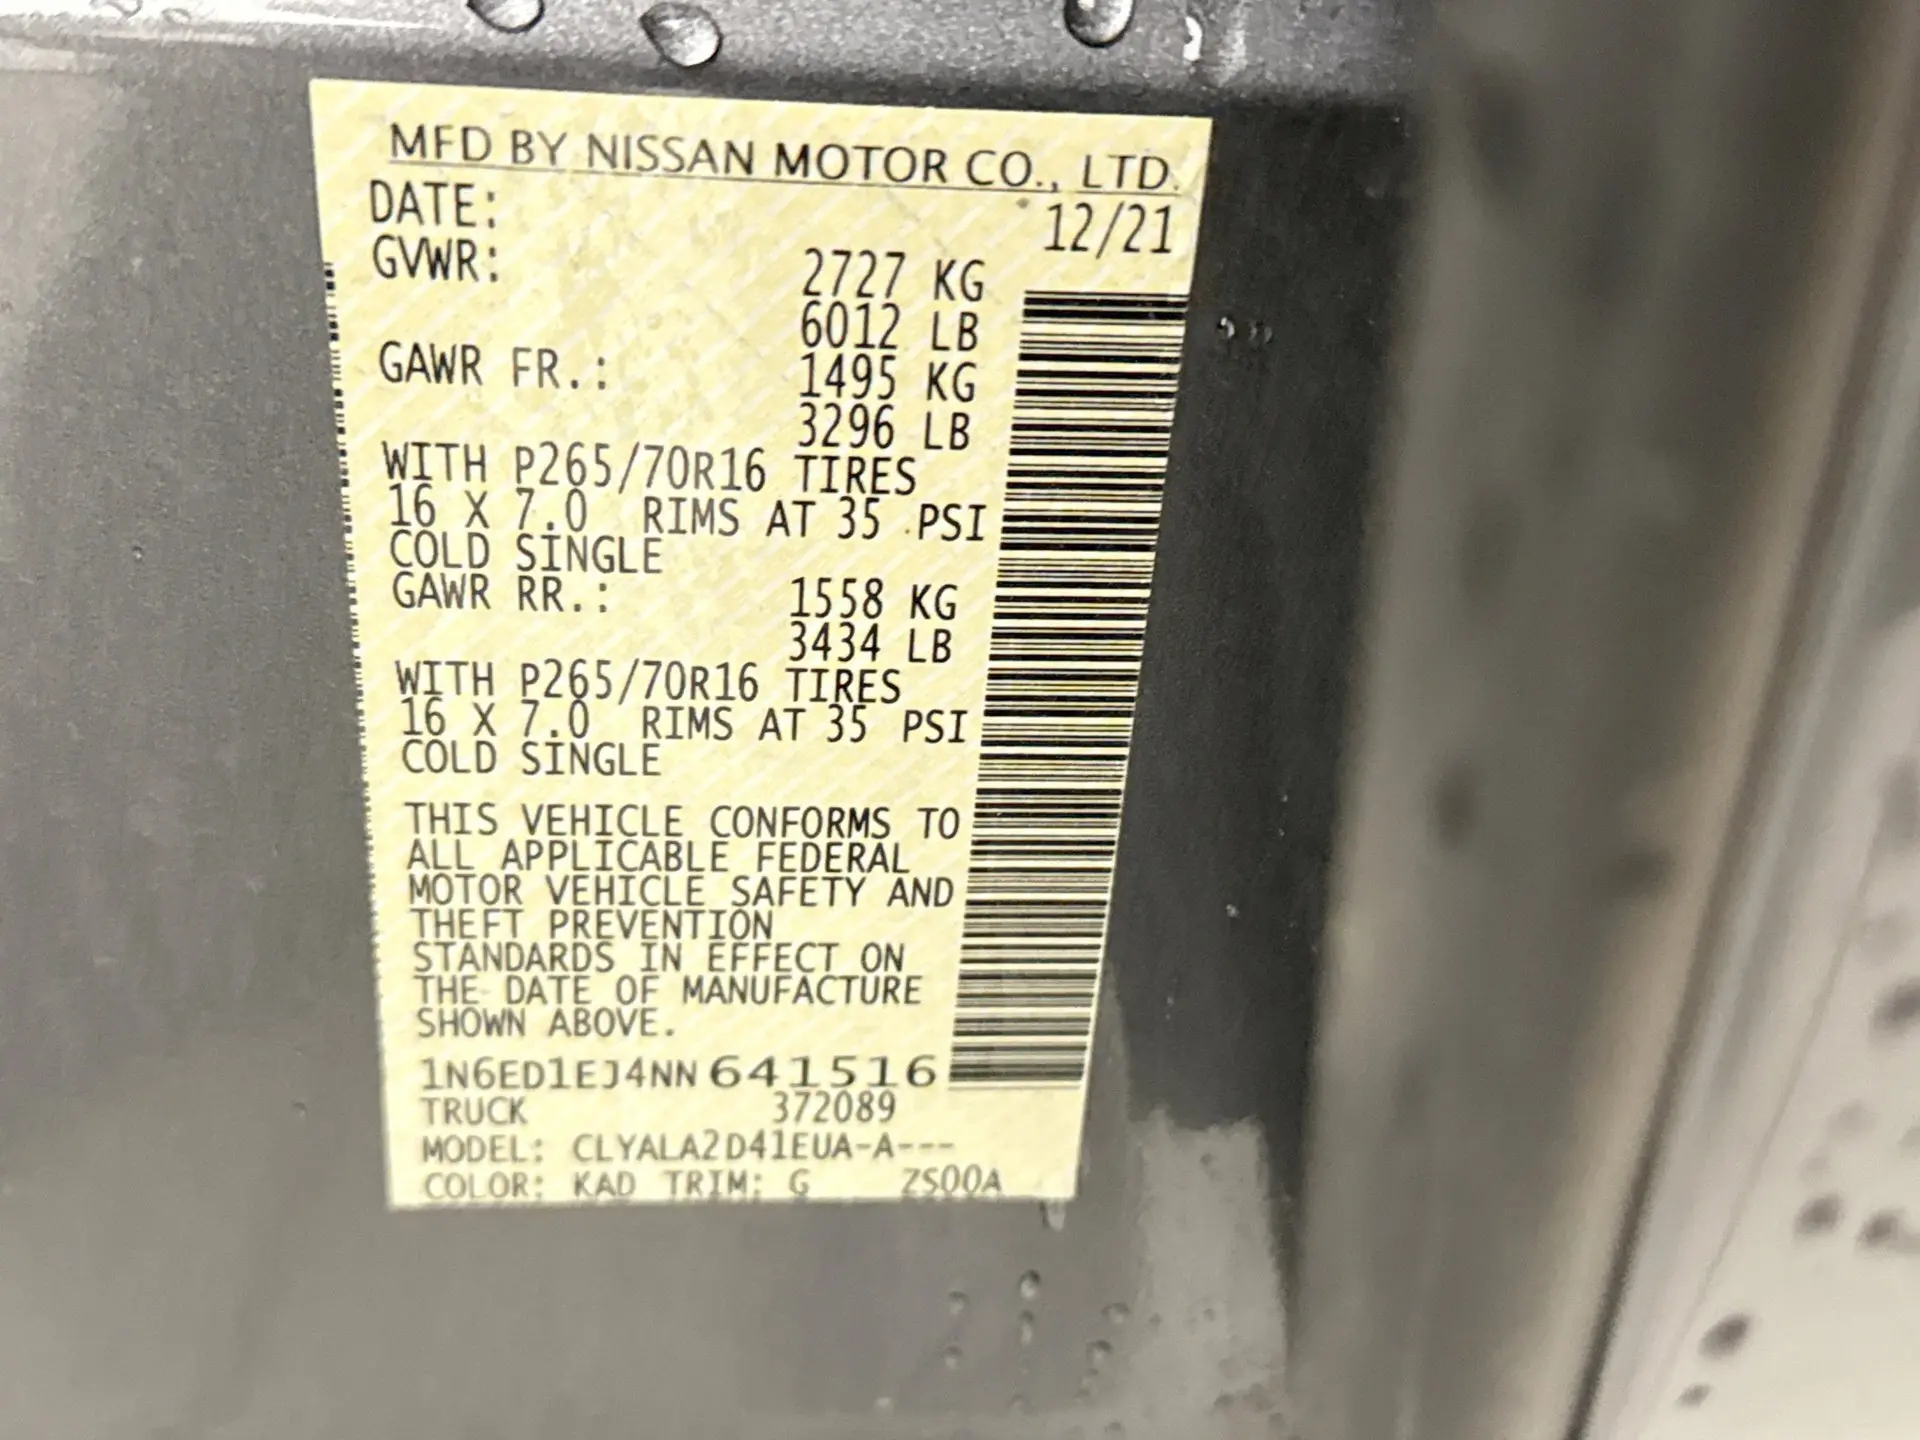 MFD BY NISSAN MOTOR CO., LTD.
DATE: 12/21
GVWR: 2727 KG
6012 LB
GAWR FR.: 1495 KG
3296 LB
WITH P265/70R16 TIRES
16 X 7.0 RIMS AT 35 PSI
COLD SINGLE
GAWR RR.: 1558 KG
3434 LB
WITH P265/70R16 TIRES
16 X 7.0 RIMS AT 35 PSI
COLD SINGLE
THIS VEHICLE CONFORMS TO
ALL APPLICABLE FEDERAL
MOTOR VEHICLE SAFETY AND
THEFT PREVENTION
STANDARDS IN EFFECT ON
THE DATE OF MANUFACTURE
SHOWN ABOVE.
1N6ED1EJ4NN641516
TRUCK 372089
MODEL: CLYALA2D41EUA-A---
COLOR: KAD TRIM: G ZS00A